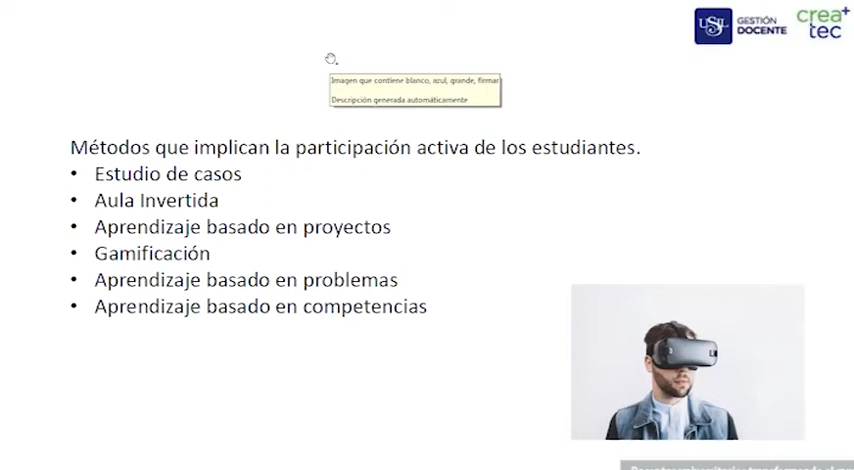 USIL
GESTIÓN
DOCENTE
crea+
tec
Imagen que contiene blanco, azul, grande, firmar
Descripción generada automáticamente
Métodos que implican la participación activa de los estudiantes.
• Estudio de casos
• Aula Invertida
• Aprendizaje basado en proyectos
• Gamificación
• Aprendizaje basado en problemas
• Aprendizaje basado en competencias